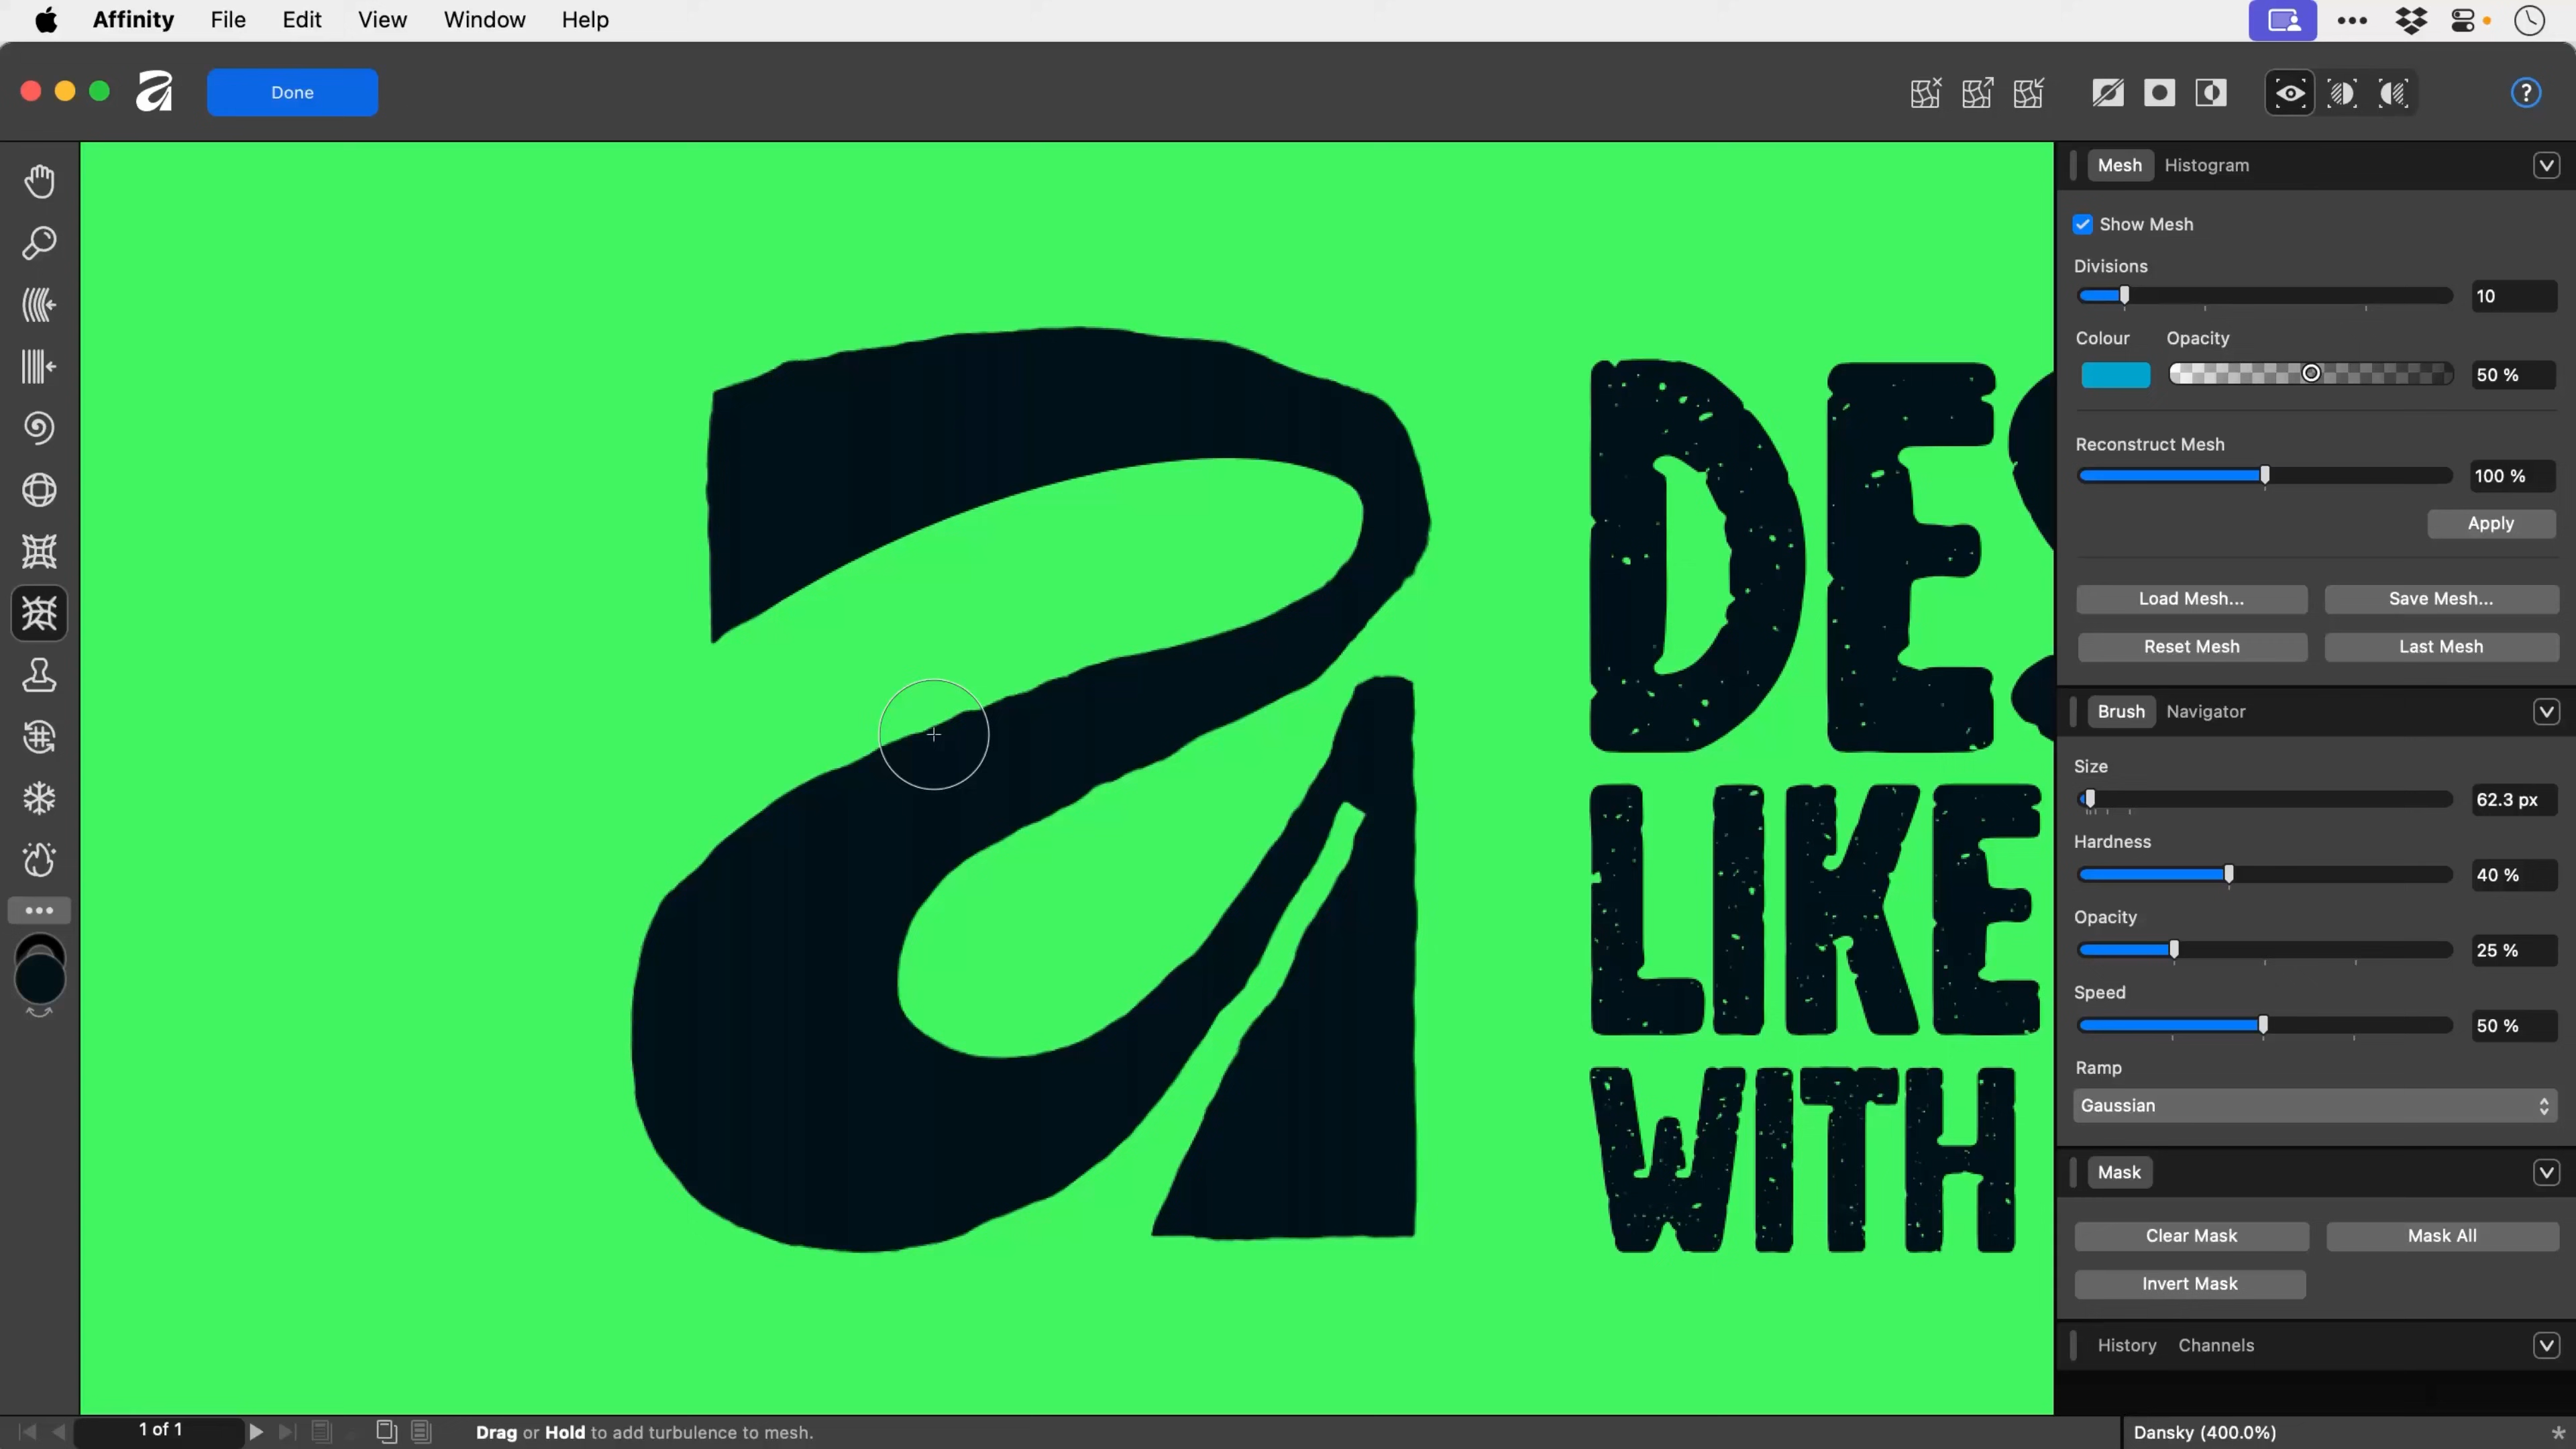 Affinity File Edit View Window Help
Done
Mesh Histogram
Show Mesh
Divisions
10
Colour Opacity
50 %
Reconstruct Mesh
100 %
Apply
Load Mesh... Save Mesh...
Reset Mesh Last Mesh
Brush Navigator
Size
62.3 px
Hardness
40 %
Opacity
25 %
Speed
50 %
Ramp
Gaussian
Mask
Clear Mask Mask All
Invert Mask
History Channels
a
DES
LIKE
WITH
1 of 1
Drag or Hold to add turbulence to mesh.
Dansky (400.0%)